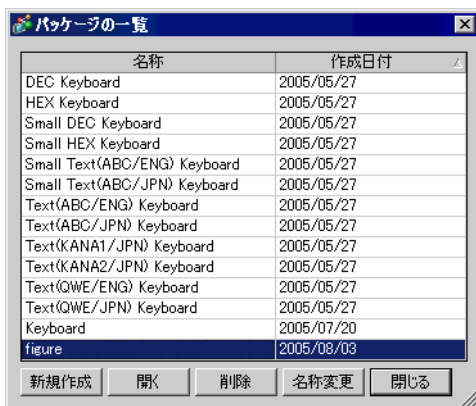 パッケージの一覧
名称 作成日付
DEC Keyboard 2005/05/27
HEX Keyboard 2005/05/27
Small DEC Keyboard 2005/05/27
Small HEX Keyboard 2005/05/27
Small Text(ABC/ENG) Keyboard 2005/05/27
Small Text(ABC/JPN) Keyboard 2005/05/27
Text(ABC/ENG) Keyboard 2005/05/27
Text(ABC/JPN) Keyboard 2005/05/27
Text(KANA1/JPN) Keyboard 2005/05/27
Text(KANA2/JPN) Keyboard 2005/05/27
Text(QWE/ENG) Keyboard 2005/05/27
Text(QWE/JPN) Keyboard 2005/05/27
Keyboard 2005/07/20
figure 2005/08/03
新規作成 開く 削除 名称変更 閉じる